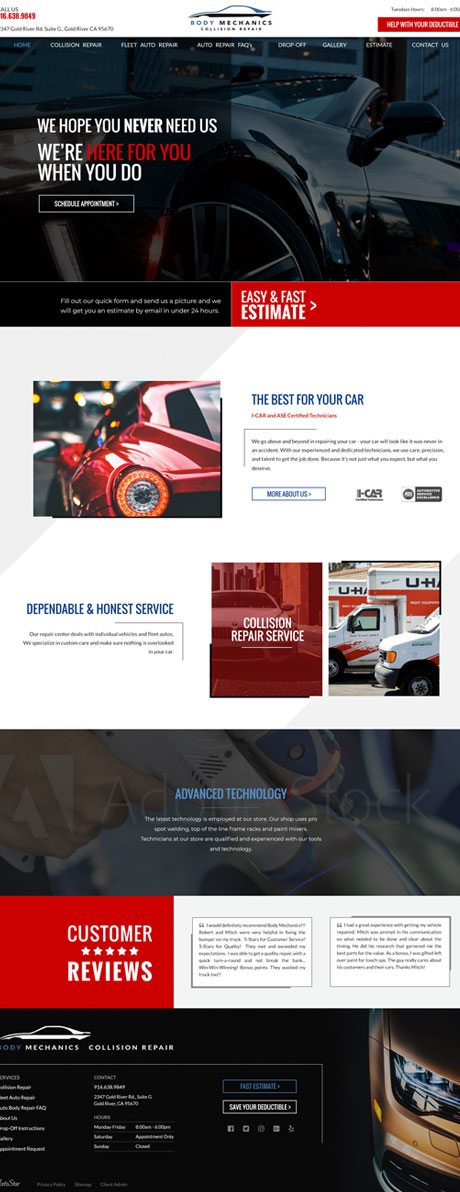 CALL US
916.638.9849
2347 Gold River Rd. Suite G., Gold River CA 95670
BODY MECHANICS
COLLISION REPAIR
Tuesdays Hours: 8:00am - 6:00p
HELP WITH YOUR DEDUCTIBLE
HOME COLLISION REPAIR FLEET AUTO REPAIR AUTO REPAIR FAQ's DROP-OFF GALLERY ESTIMATE CONTACT US
WE HOPE YOU NEVER NEED US
WE'RE HERE FOR YOU
WHEN YOU DO
SCHEDULE APPOINTMENT >
Fill out our quick form and send us a picture and we
will get you an estimate by email in under 24 hours.
EASY & FAST
ESTIMATE >
THE BEST FOR YOUR CAR
I-CAR and ASE Certified Technicians
We go above and beyond in repairing your car - your car will look like it was never in
an accident. With our experienced and dedicated technicians, we use care, precision,
and talent to get the job done. Because it's not just what you expect, but what you
deserve.
MORE ABOUT US >
I-CAR
Certified Technicians
ASE
AUTOMOTIVE
SERVICE
EXCELLENCE
DEPENDABLE & HONEST SERVICE
Our repair center deals with individual vehicles and fleet autos.
We specialize in custom care and make sure nothing is overlooked
in your car.
COLLISION
REPAIR SERVICE
U-HA
U-HA
ADVANCED TECHNOLOGY
The latest technology is employed at our store. Our shop uses pro
spot welding, top of the line frame racks and paint mixers.
Technicians at our store are qualified and experienced with our tools
and technology.
CUSTOMER
REVIEWS
I would definitely recommend Body Mechanics!!!
Robert and Mitch were very helpful in fixing the
bumper on my truck. 5-Stars for Customer Service!
5-Stars for Quality! They met and exceeded my
expectations. I was able to get a quality repair, with a
quick turn-a-round and not break the bank...
Win-Win-Winning! Bonus points: They washed my
truck too!!
I had a great experience with getting my vehicle
repaired. Mitch was prompt in his communication
on what needed to be done and clear about the
timing. He did his research that garnered me the
best parts for the value. As a bonus, I was gifted left
over paint for touch ups. The guy really cares about
his customers and their cars. Thanks Mitch!
BODY MECHANICS COLLISION REPAIR
SERVICES
Collision Repair
Fleet Auto Repair
Auto Body Repair FAQ
About Us
Drop-Off Instructions
Gallery
Appointment Request
CONTACT
916.638.9849
2347 Gold River Rd., Suite G
Gold River, CA 95670
HOURS
Monday-Friday 8:00am - 6:00pm
Saturday Appointment Only
Sunday Closed
FAST ESTIMATE >
SAVE YOUR DEDUCTIBLE >
AutoStar Privacy Policy Sitemap Client Admin